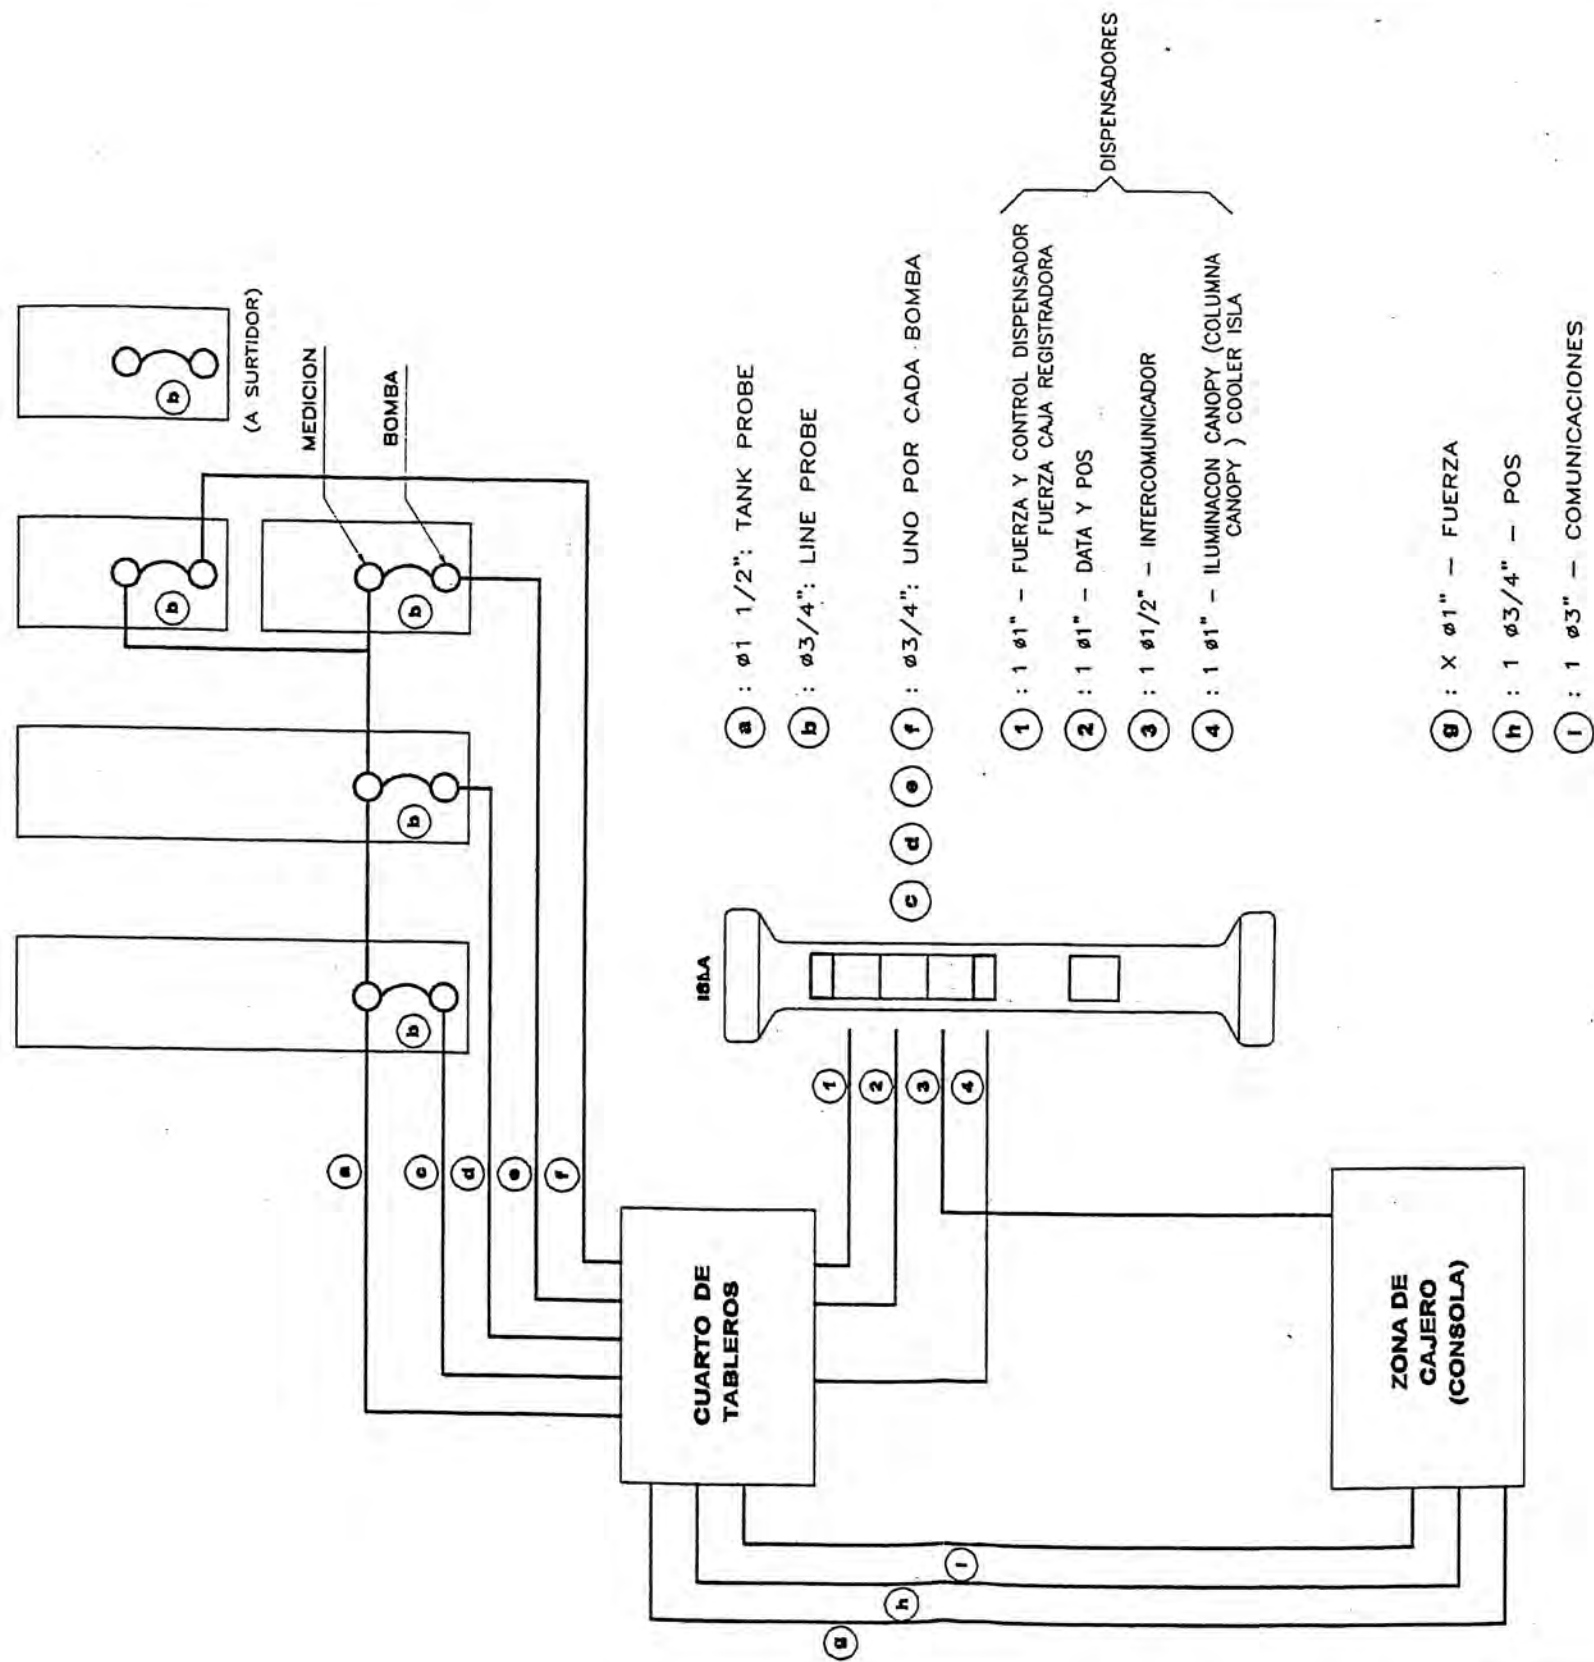 (A SURTIDOR)
b
MEDICION
BOMBA
b
b
b
b
a
c
d
e
f
CUARTO DE
TABLEROS
ISLA
1
2
3
4
ZONA DE
CAJERO
(CONSOLA)
g
h
I
a : ø1 1/2": TANK PROBE
b : ø3/4": LINE PROBE
c d e f : ø3/4": UNO POR CADA BOMBA
1 : 1 ø1" – FUERZA Y CONTROL DISPENSADOR
FUERZA CAJA REGISTRADORA
2 : 1 ø1" – DATA Y POS
3 : 1 ø1/2" – INTERCOMUNICADOR
4 : 1 ø1" – ILUMINACON CANOPY (COLUMNA
CANOPY ) COOLER ISLA
DISPENSADORES
g : X ø1" – FUERZA
h : 1 ø3/4" – POS
I : 1 ø3" – COMUNICACIONES